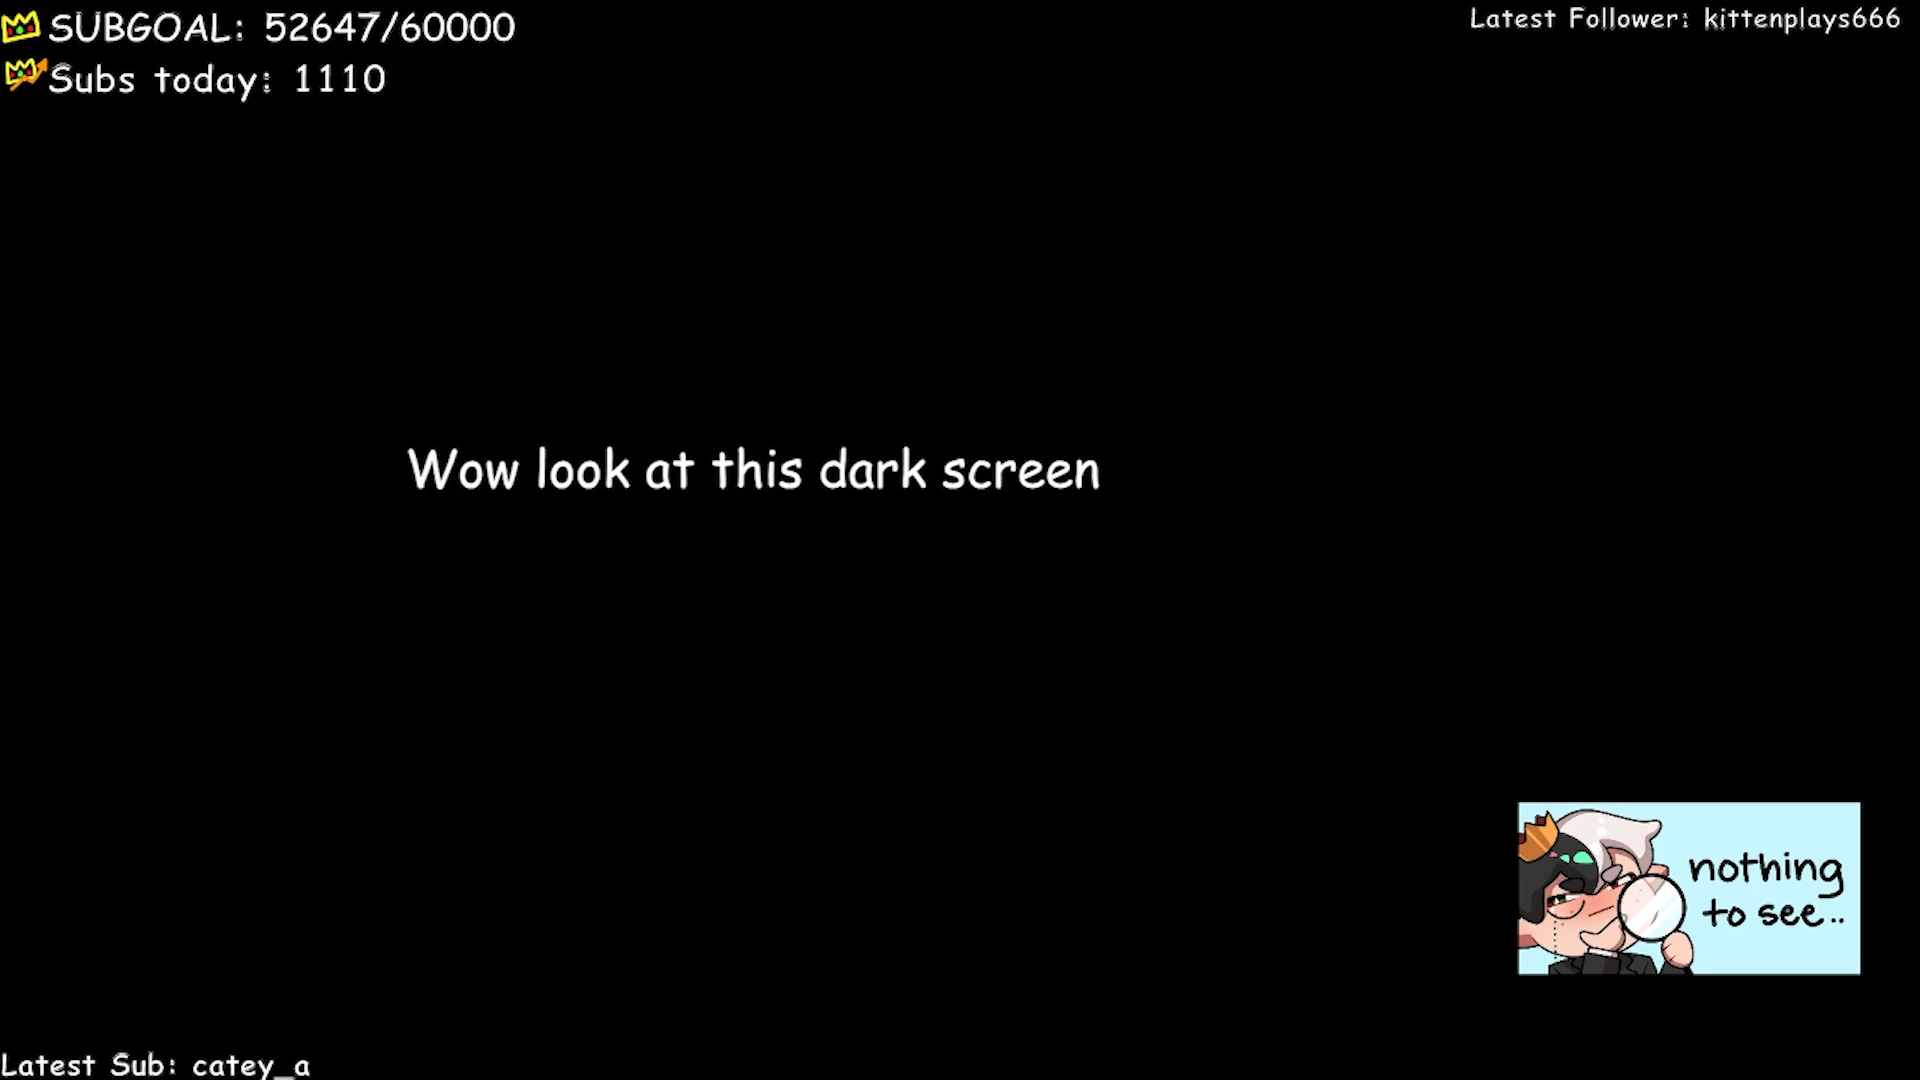 SUBGOAL: 52647/60000
Latest Follower: kittenplays666
Subs today: 1110
Wow look at this dark screen
nothing
to see..
Latest Sub: catey_a